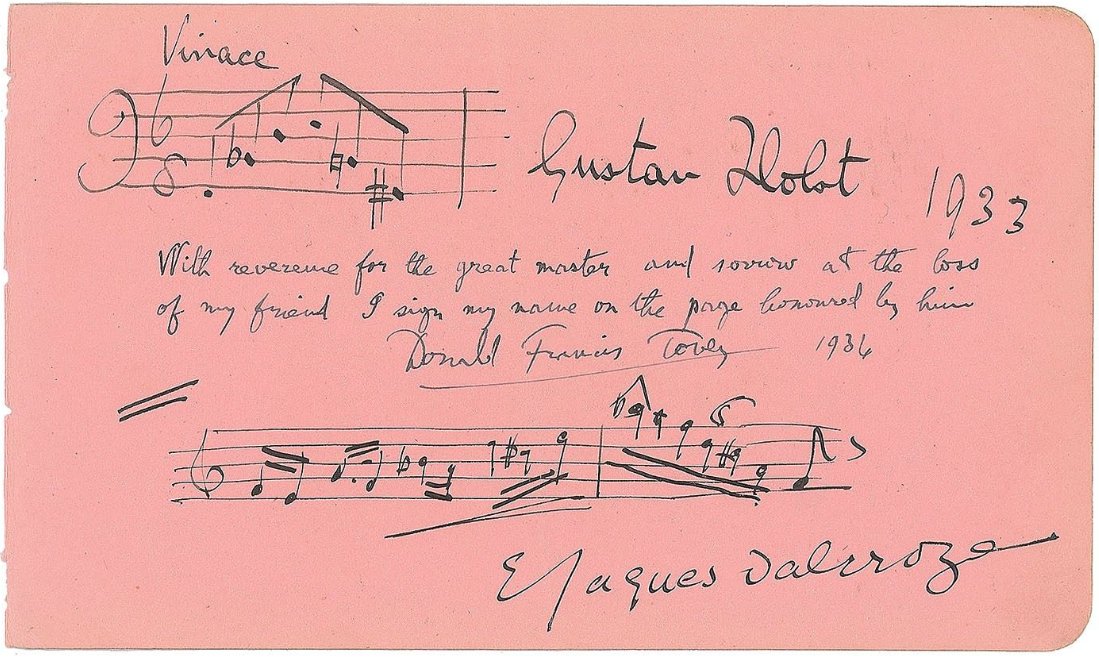 Vivace
Gustav Holst
1933
With reverence for the great master and sorrow at the loss
of my friend I sign my name on the page honoured by him
Donald Francis Tovey 1934
E Jaques Dalcroze